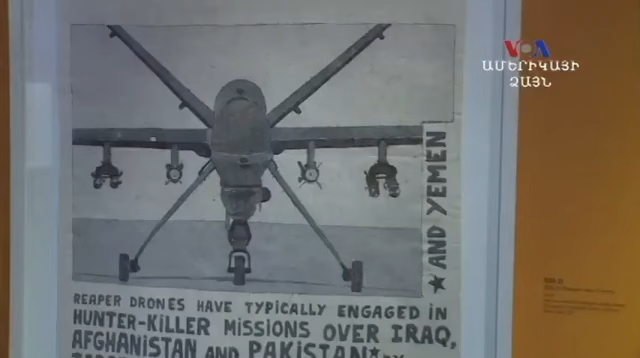 VOA
ԱՄԵՐԻԿԱՅԻ
ՁԱՅՆ
★ AND YEMEN
REAPER DRONES HAVE TYPICALLY ENGAGED IN
HUNTER-KILLER MISSIONS OVER IRAQ,
AFGHANISTAN AND PAKISTAN★